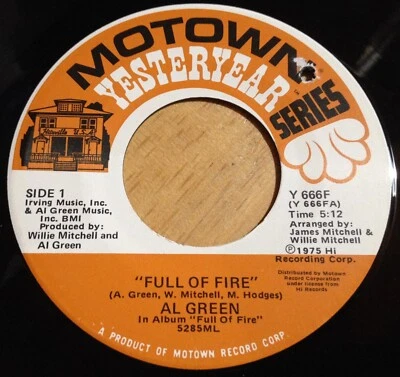 MOTOWN
YESTERYEAR
SERIES
SIDE 1
Irving Music, Inc.
& Al Green Music,
Inc. BMI
Produced by:
Willie Mitchell and
Al Green
Y 666F
(Y 666FA)
Time 5:12
Arranged by:
James Mitchell &
Willie Mitchell
℗ 1975 Hi
Recording Corp.
Distributed by Motown
Record Corporation
under license from
Hi Records
"FULL OF FIRE"
(A. Green, W. Mitchell, M. Hodges)
AL GREEN
In Album "Full Of Fire"
5285ML
A PRODUCT OF MOTOWN RECORD CORP.